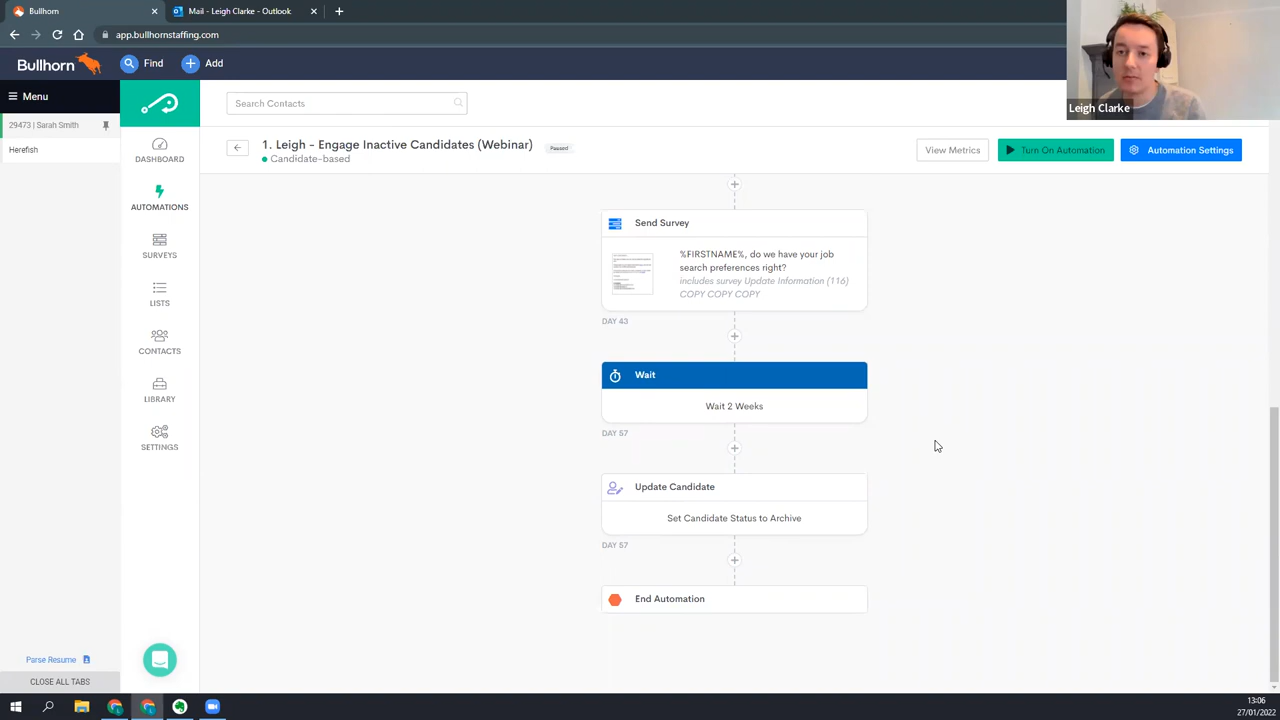 Bullhorn
Mail - Leigh Clarke - Outlook
app.bullhornstaffing.com
Bullhorn
Find
Add
Leigh Clarke
Menu
29473 | Sarah Smith
Herefish
Search Contacts
1. Leigh - Engage Inactive Candidates (Webinar)
Paused
Candidate-based
View Metrics
Turn On Automation
Automation Settings
DASHBOARD
AUTOMATIONS
SURVEYS
LISTS
CONTACTS
LIBRARY
SETTINGS
Send Survey
%FIRSTNAME%, do we have your job
search preferences right?
includes survey Update Information (116)
COPY COPY COPY
DAY 43
Wait
Wait 2 Weeks
DAY 57
Update Candidate
Set Candidate Status to Archive
DAY 57
End Automation
Parse Resume
CLOSE ALL TABS
13:06
27/01/2022